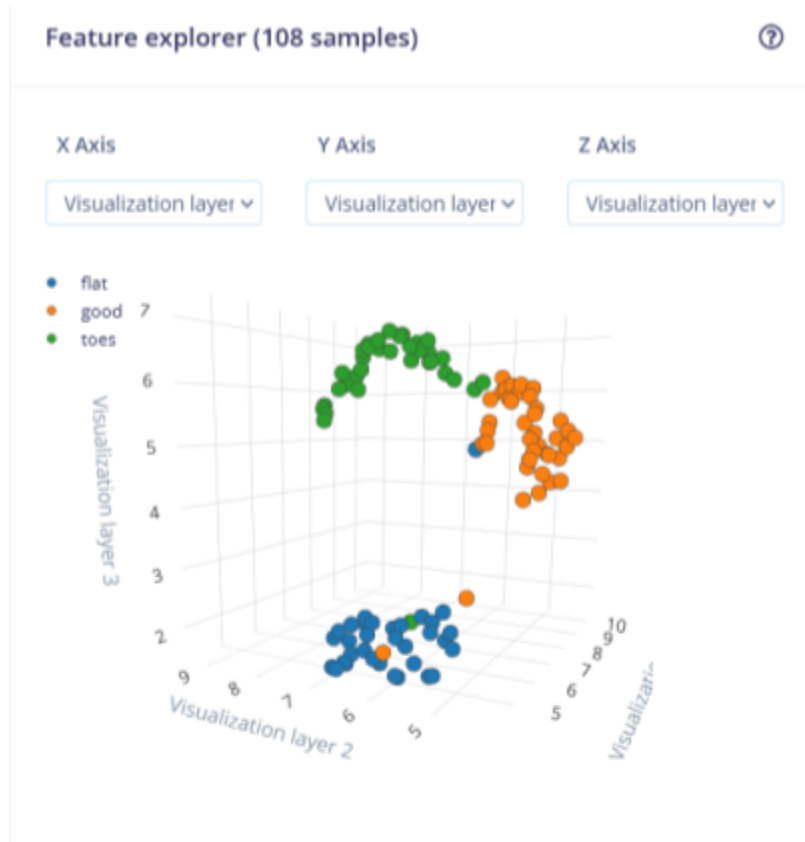 Feature explorer (108 samples)
X Axis Y Axis Z Axis
Visualization layer Visualization layer Visualization layer
flat
good
toes
7
6
5
4
3
2
Visualization layer 3
9
8
7
6
5
Visualization layer 2
5
6
7
8
9
10